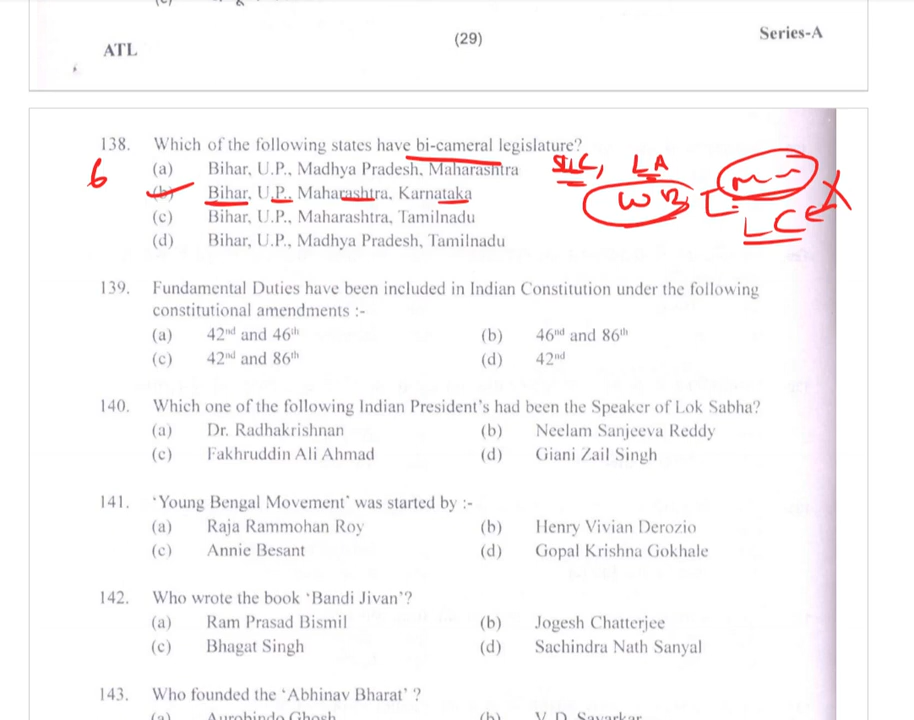 ATL
(29)
Series-A
138. Which of the following states have bi-cameral legislature?
6
(a) Bihar, U.P., Madhya Pradesh, Maharashtra
LC, LA
(b) Bihar, U.P., Maharashtra, Karnataka
WB
LC
(c) Bihar, U.P., Maharashtra, Tamilnadu
(d) Bihar, U.P., Madhya Pradesh, Tamilnadu
139. Fundamental Duties have been included in Indian Constitution under the following
constitutional amendments :-
(a) 42nd and 46th (b) 46nd and 86th
(c) 42nd and 86th (d) 42nd
140. Which one of the following Indian President's had been the Speaker of Lok Sabha?
(a) Dr. Radhakrishnan (b) Neelam Sanjeeva Reddy
(c) Fakhruddin Ali Ahmad (d) Giani Zail Singh
141. 'Young Bengal Movement' was started by :-
(a) Raja Rammohan Roy (b) Henry Vivian Derozio
(c) Annie Besant (d) Gopal Krishna Gokhale
142. Who wrote the book 'Bandi Jivan'?
(a) Ram Prasad Bismil (b) Jogesh Chatterjee
(c) Bhagat Singh (d) Sachindra Nath Sanyal
143. Who founded the 'Abhinav Bharat' ?
(a) Aurobindo Ghosh (b) V.D. Savarkar